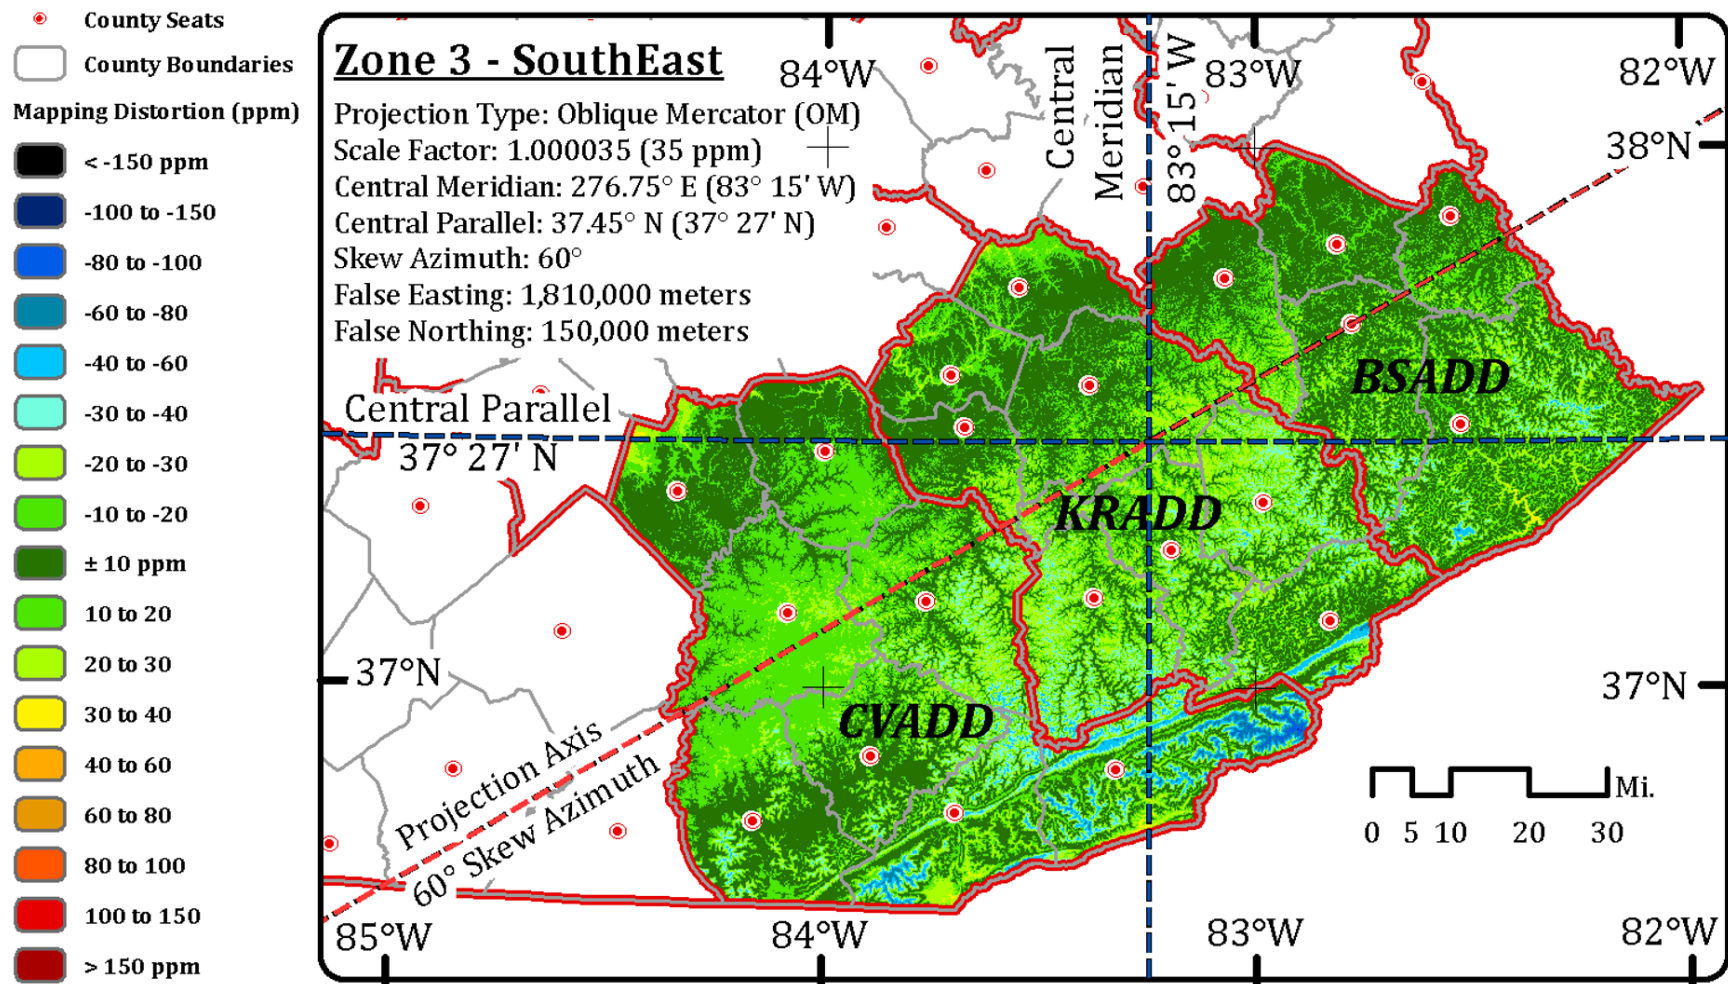 County Seats
County Boundaries
Mapping Distortion (ppm)
< -150 ppm
-100 to -150
-80 to -100
-60 to -80
-40 to -60
-30 to -40
-20 to -30
-10 to -20
± 10 ppm
10 to 20
20 to 30
30 to 40
40 to 60
60 to 80
80 to 100
100 to 150
> 150 ppm
Zone 3 - SouthEast
Projection Type: Oblique Mercator (OM)
Scale Factor: 1.000035 (35 ppm)
Central Meridian: 276.75° E (83° 15' W)
Central Parallel: 37.45° N (37° 27' N)
Skew Azimuth: 60°
False Easting: 1,810,000 meters
False Northing: 150,000 meters
84°W
Central
Meridian
83° 15' W
83°W
82°W
38°N
Central Parallel
37° 27' N
BSADD
KRADD
CVADD
37°N
37°N
Projection Axis
60° Skew Azimuth
Mi.
0 5 10 20 30
85°W
84°W
83°W
82°W